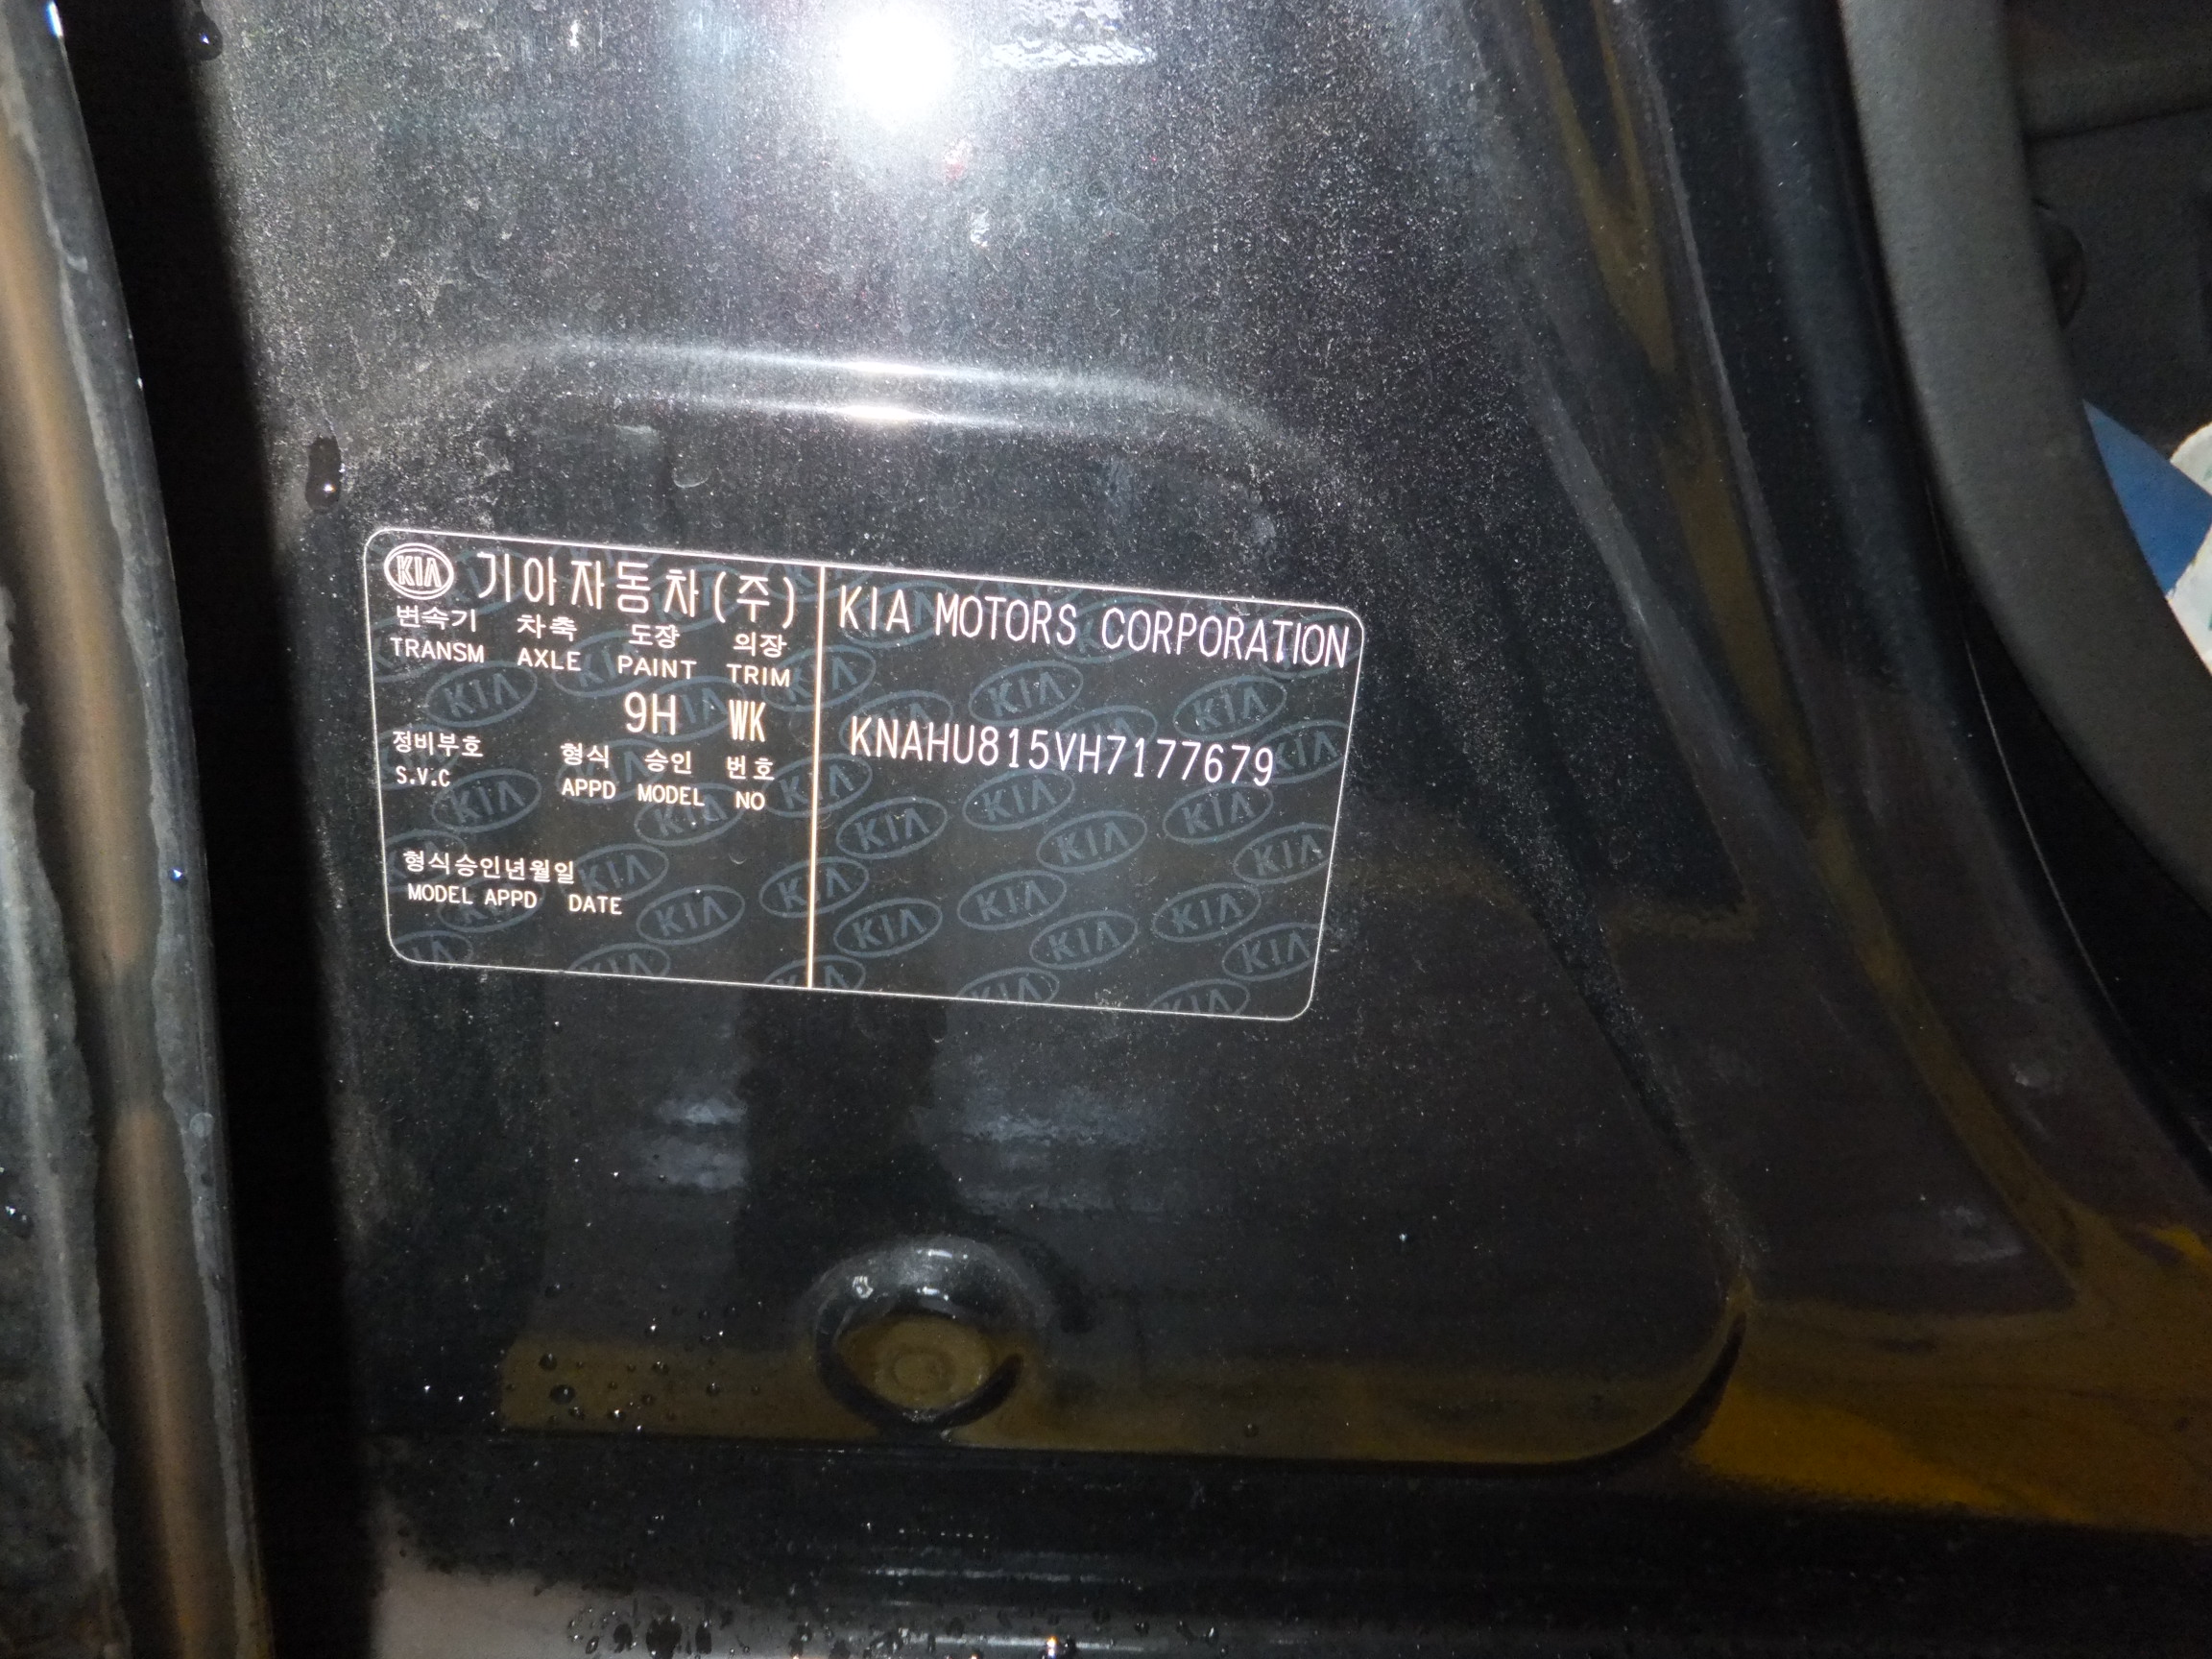 KIA 기아자동차(주)
변속기 차축 도장 의장
TRANSM AXLE PAINT TRIM
9H WK
정비부호 형식 승인 번호
S.V.C APPD MODEL NO
형식승인년월일
MODEL APPD DATE
KIA MOTORS CORPORATION
KNAHU815VH7177679